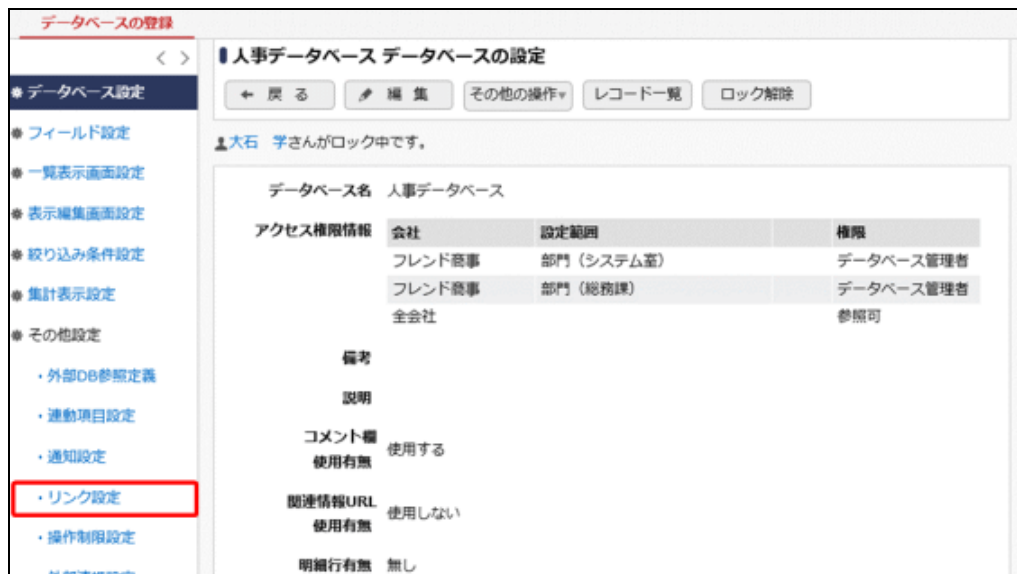 データベースの登録
< >
データベース設定
フィールド設定
一覧表示画面設定
表示編集画面設定
絞り込み条件設定
集計表示設定
その他設定
・外部DB参照定義
・連動項目設定
・通知設定
・リンク設定
・操作制限設定
人事データベース データベースの設定
← 戻 る 編 集 その他の操作▾ レコード一覧 ロック解除
大石 学さんがロック中です。
データベース名 人事データベース
アクセス権限情報 会社 設定範囲 権限
フレンド商事 部門（システム室） データベース管理者
フレンド商事 部門（総務課） データベース管理者
全会社 参照可
備考
説明
コメント欄
使用有無 使用する
関連情報URL
使用有無 使用しない
明細行有無 無し